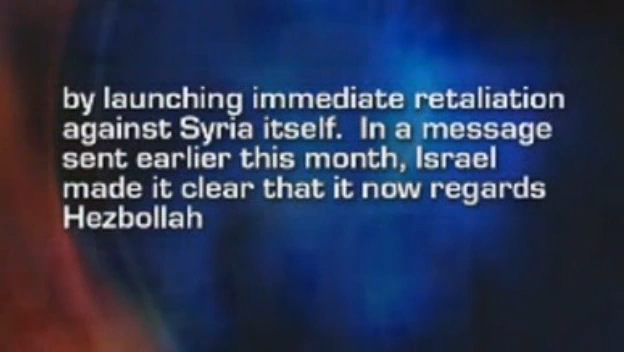 by launching immediate retaliation
against Syria itself.  In a message
sent earlier this month, Israel
made it clear that it now regards
Hezbollah